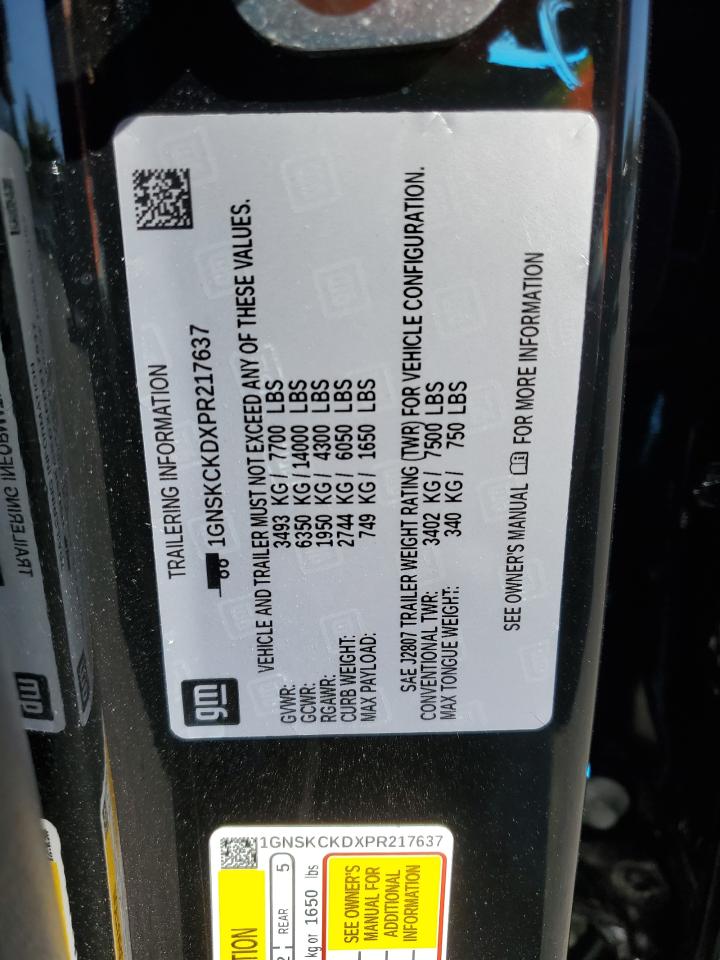 gm
TRAILERING INFORMATION
1GNSKCKDXPR217637
VEHICLE AND TRAILER MUST NOT EXCEED ANY OF THESE VALUES.
GVWR: 3493 KG / 7700 LBS
GCWR: 6350 KG / 14000 LBS
RGAWR: 1950 KG / 4300 LBS
CURB WEIGHT: 2744 KG / 6050 LBS
MAX PAYLOAD: 749 KG / 1650 LBS
SAE J2807 TRAILER WEIGHT RATING (TWR) FOR VEHICLE CONFIGURATION.
CONVENTIONAL TWR: 3402 KG / 7500 LBS
MAX TONGUE WEIGHT: 340 KG / 750 LBS
SEE OWNER'S MANUAL FOR MORE INFORMATION
1GNSKCKDXPR217637
REAR 5
kg or 1650 lbs
SEE OWNER'S
MANUAL FOR
ADDITIONAL
INFORMATION
gm
TRAILERING